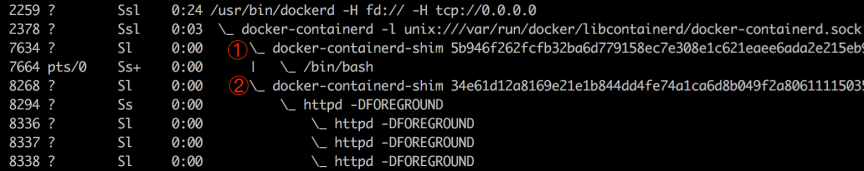 2259 ? Ssl 0:24 /usr/bin/dockerd -H fd:// -H tcp://0.0.0.0
2378 ? Ssl 0:03 \_ docker-containerd -l unix:///var/run/docker/libcontainerd/docker-containerd.sock
7634 ? Sl 0:00 ① \_ docker-containerd-shim 5b946f262fcfb32ba6d779158ec7e308e1c621eaee6ada2e215eb9
7664 pts/0 Ss+ 0:00 | \_ /bin/bash
8268 ? Sl 0:00 ② \_ docker-containerd-shim 34e61d12a8169e21e1b844dd4fe74a1ca6d8b049f2a80611115035
8294 ? Ss 0:00 \_ httpd -DFOREGROUND
8336 ? Sl 0:00 \_ httpd -DFOREGROUND
8337 ? Sl 0:00 \_ httpd -DFOREGROUND
8338 ? Sl 0:00 \_ httpd -DFOREGROUND